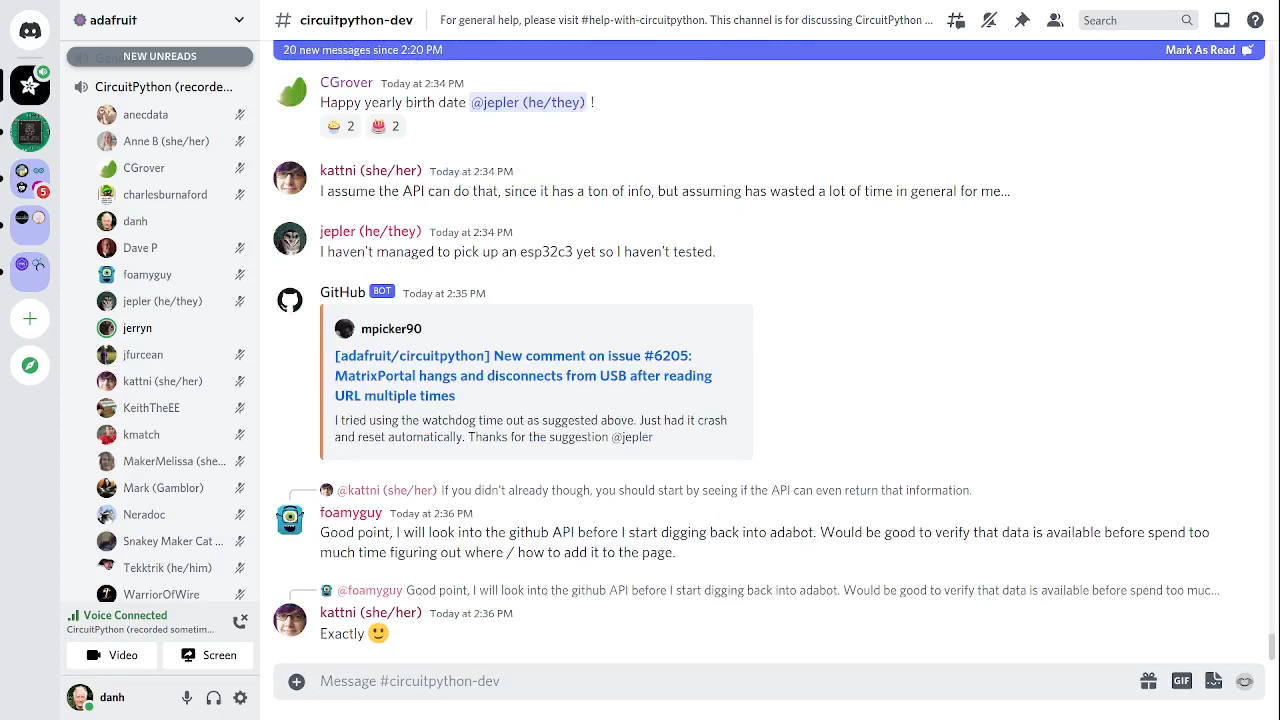 adafruit
# circuitpython-dev
For general help, please visit #help-with-circuitpython. This channel is for discussing CircuitPython ...
Search
NEW UNREADS
CircuitPython (recorde...
anecdata
Anne B (she/her)
CGrover
charlesburnaford
danh
Dave P
foamyguy
jepler (he/they)
jerryn
jfurcean
kattni (she/her)
KeithTheEE
kmatch
MakerMelissa (she...
Mark (Gamblor)
Neradoc
Snakey Maker Cat ...
Tekktrik (he/him)
WarriorOfWire
Voice Connected
CircuitPython (recorded sometim...
Video
Screen
danh
5
20 new messages since 2:20 PM
Mark As Read
CGrover Today at 2:34 PM
Happy yearly birth date @jepler (he/they) !
2 2
kattni (she/her) Today at 2:34 PM
I assume the API can do that, since it has a ton of info, but assuming has wasted a lot of time in general for me...
jepler (he/they) Today at 2:34 PM
I haven't managed to pick up an esp32c3 yet so I haven't tested.
GitHub BOT Today at 2:35 PM
mpicker90
[adafruit/circuitpython] New comment on issue #6205:
MatrixPortal hangs and disconnects from USB after reading
URL multiple times
I tried using the watchdog time out as suggested above. Just had it crash
and reset automatically. Thanks for the suggestion @jepler
@kattni (she/her) If you didn't already though, you should start by seeing if the API can even return that information.
foamyguy Today at 2:36 PM
Good point, I will look into the github API before I start digging back into adabot. Would be good to verify that data is available before spend too
much time figuring out where / how to add it to the page.
@foamyguy Good point, I will look into the github API before I start digging back into adabot. Would be good to verify that data is available before spend too muc...
kattni (she/her) Today at 2:36 PM
Exactly
Message #circuitpython-dev
GIF